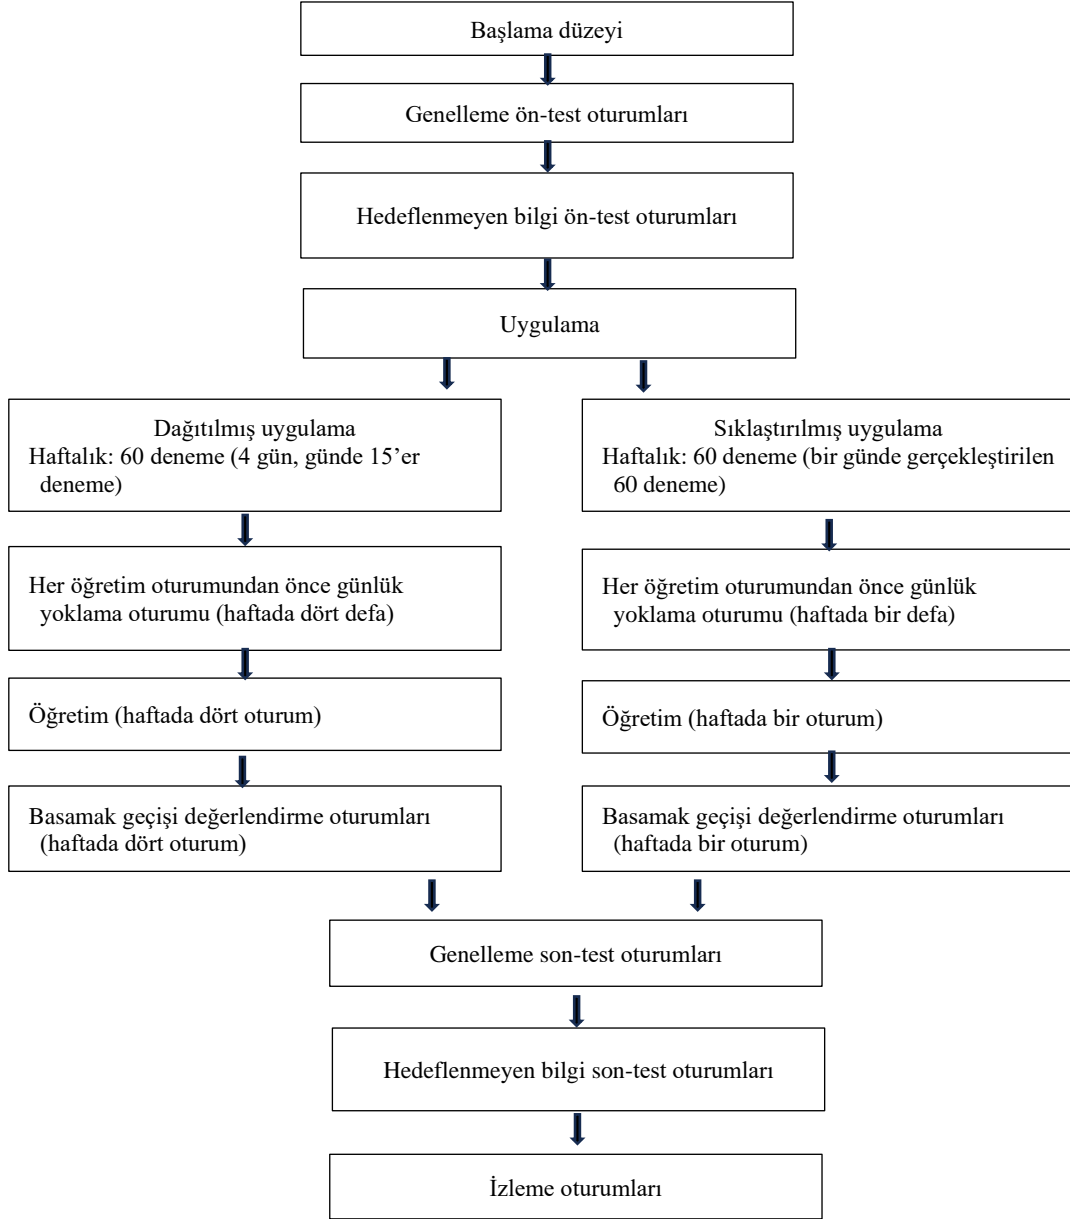 Başlama düzeyi
Genelleme ön-test oturumları
Hedeflenmeyen bilgi ön-test oturumları
Uygulama
Dağıtılmış uygulama
Haftalık: 60 deneme (4 gün, günde 15’er
deneme)
Sıklaştırılmış uygulama
Haftalık: 60 deneme (bir günde gerçekleştirilen
60 deneme)
Her öğretim oturumundan önce günlük
yoklama oturumu (haftada dört defa)
Her öğretim oturumundan önce günlük
yoklama oturumu (haftada bir defa)
Öğretim (haftada dört oturum)
Öğretim (haftada bir oturum)
Basamak geçişi değerlendirme oturumları
(haftada dört oturum)
Basamak geçişi değerlendirme oturumları
(haftada bir oturum)
Genelleme son-test oturumları
Hedeflenmeyen bilgi son-test oturumları
İzleme oturumları